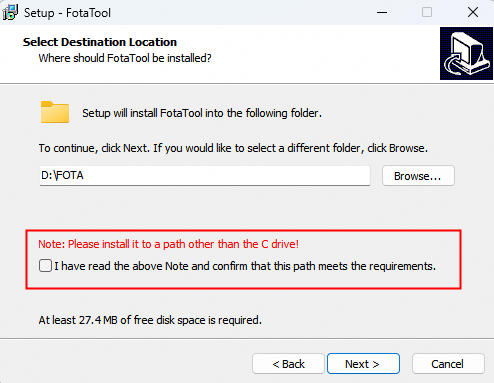 Setup - FotaTool
Select Destination Location
Where should FotaTool be installed?
Setup will install FotaTool into the following folder.
To continue, click Next. If you would like to select a different folder, click Browse.
D:\FOTA
Browse...
Note: Please install it to a path other than the C drive!
I have read the above Note and confirm that this path meets the requirements.
At least 27.4 MB of free disk space is required.
< Back
Next >
Cancel